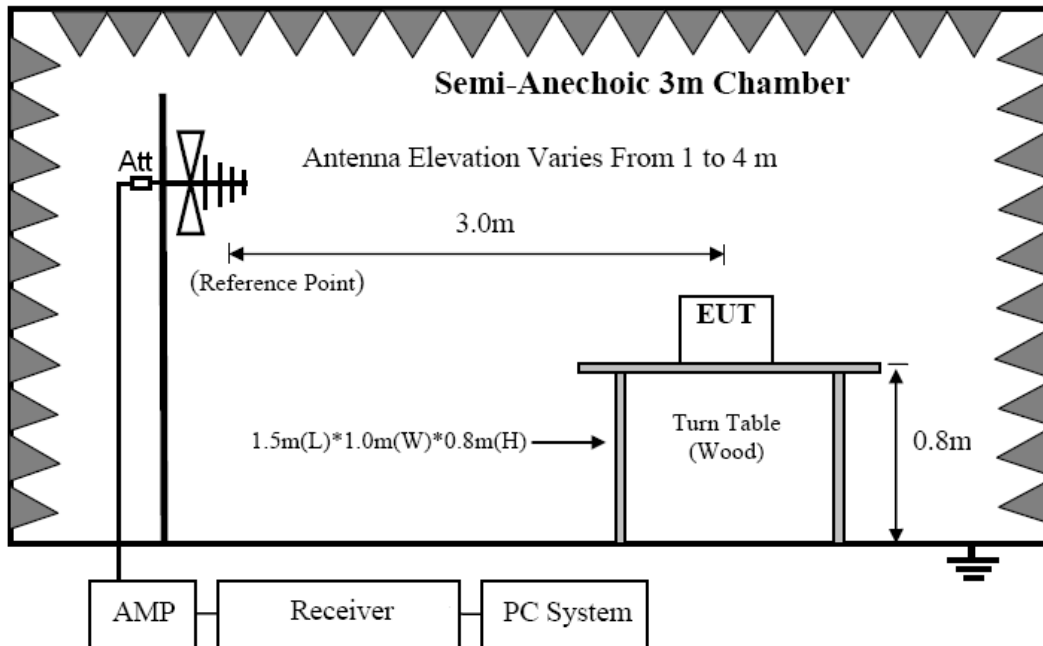 Semi-Anechoic 3m Chamber
Att
Antenna Elevation Varies From 1 to 4 m
3.0m
(Reference Point)
EUT
1.5m(L)*1.0m(W)*0.8m(H)
Turn Table
(Wood)
0.8m
AMP
Receiver
PC System